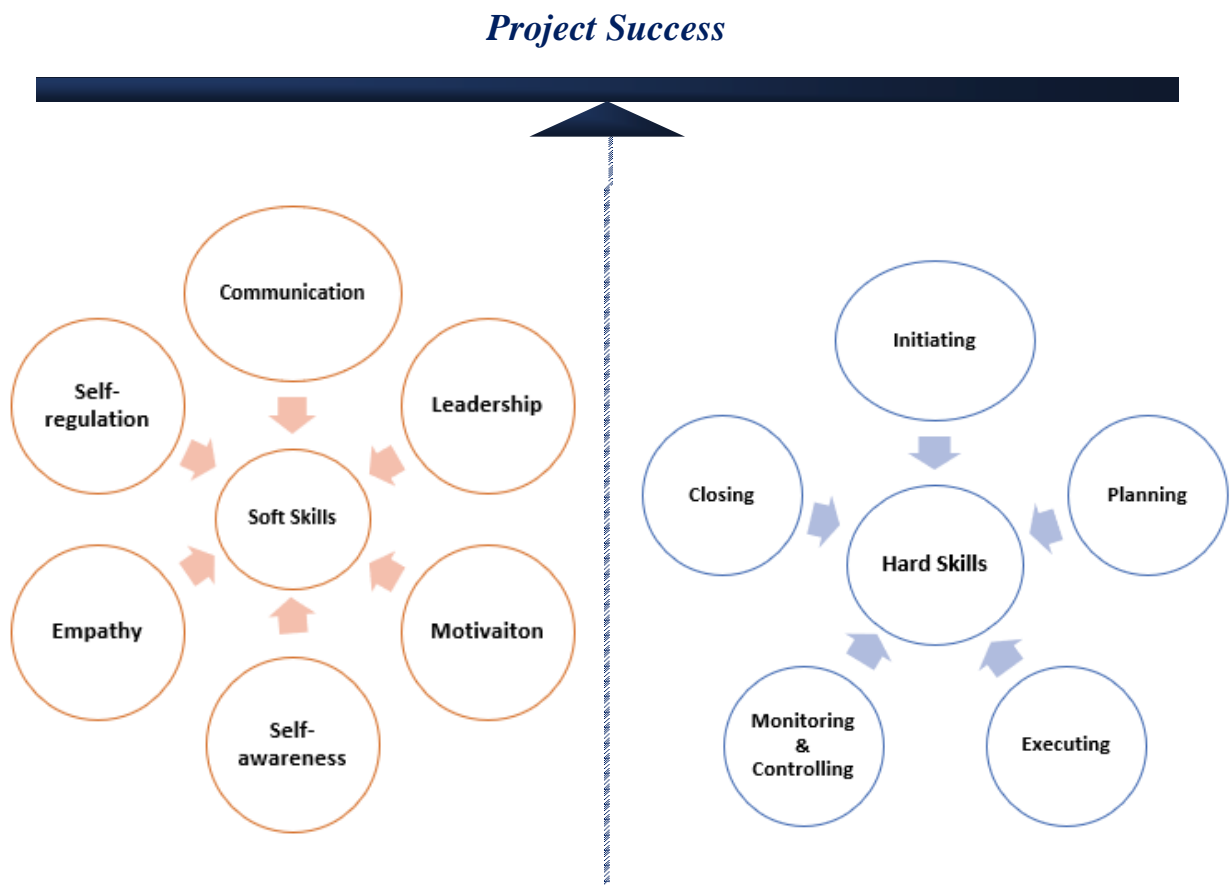 Project Success
Communication
Self-
regulation
Leadership
Soft Skills
Empathy
Motivaiton
Self-
awareness
Initiating
Closing
Planning
Hard Skills
Monitoring
&
Controlling
Executing